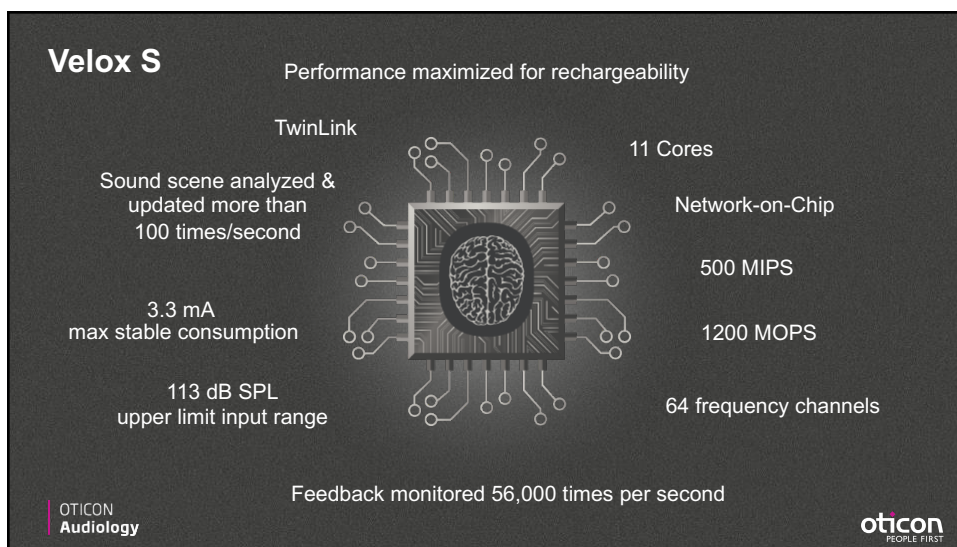 Velox S
Performance maximized for rechargeability
TwinLink
11 Cores
Sound scene analyzed &
updated more than
100 times/second
Network-on-Chip
500 MIPS
3.3 mA
max stable consumption
1200 MOPS
113 dB SPL
upper limit input range
64 frequency channels
Feedback monitored 56,000 times per second
OTICON
Audiology
oticon
PEOPLE FIRST